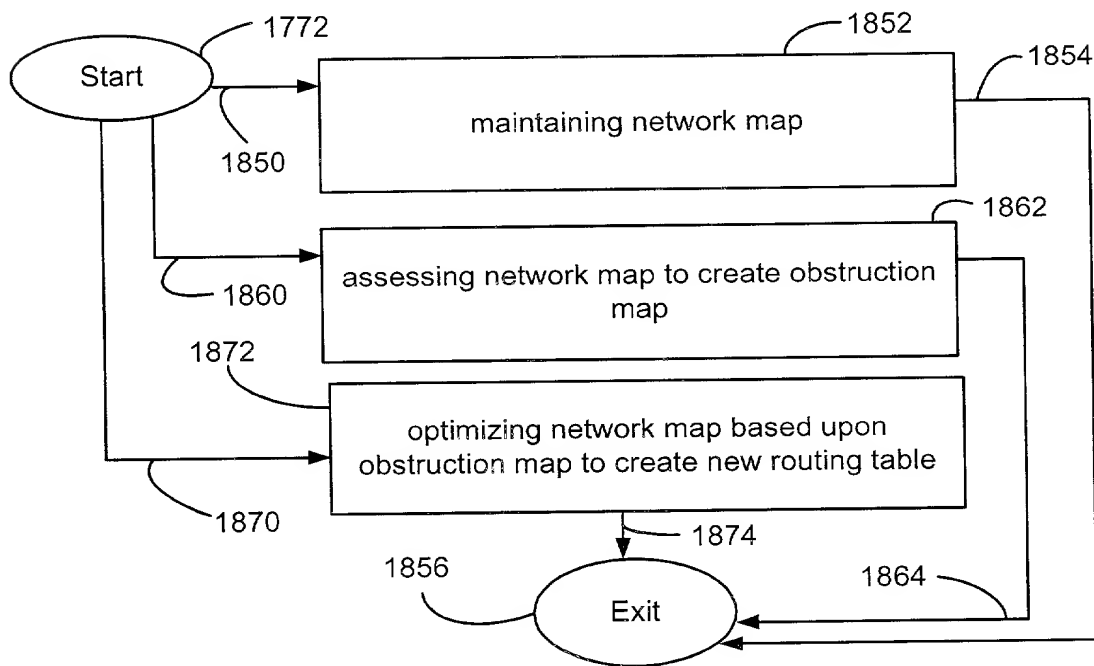 1772
1852
1854
Start
maintaining network map
1850
1862
assessing network map to create obstruction
map
1860
1872
optimizing network map based upon
obstruction map to create new routing table
1870
1874
1856
1864
Exit